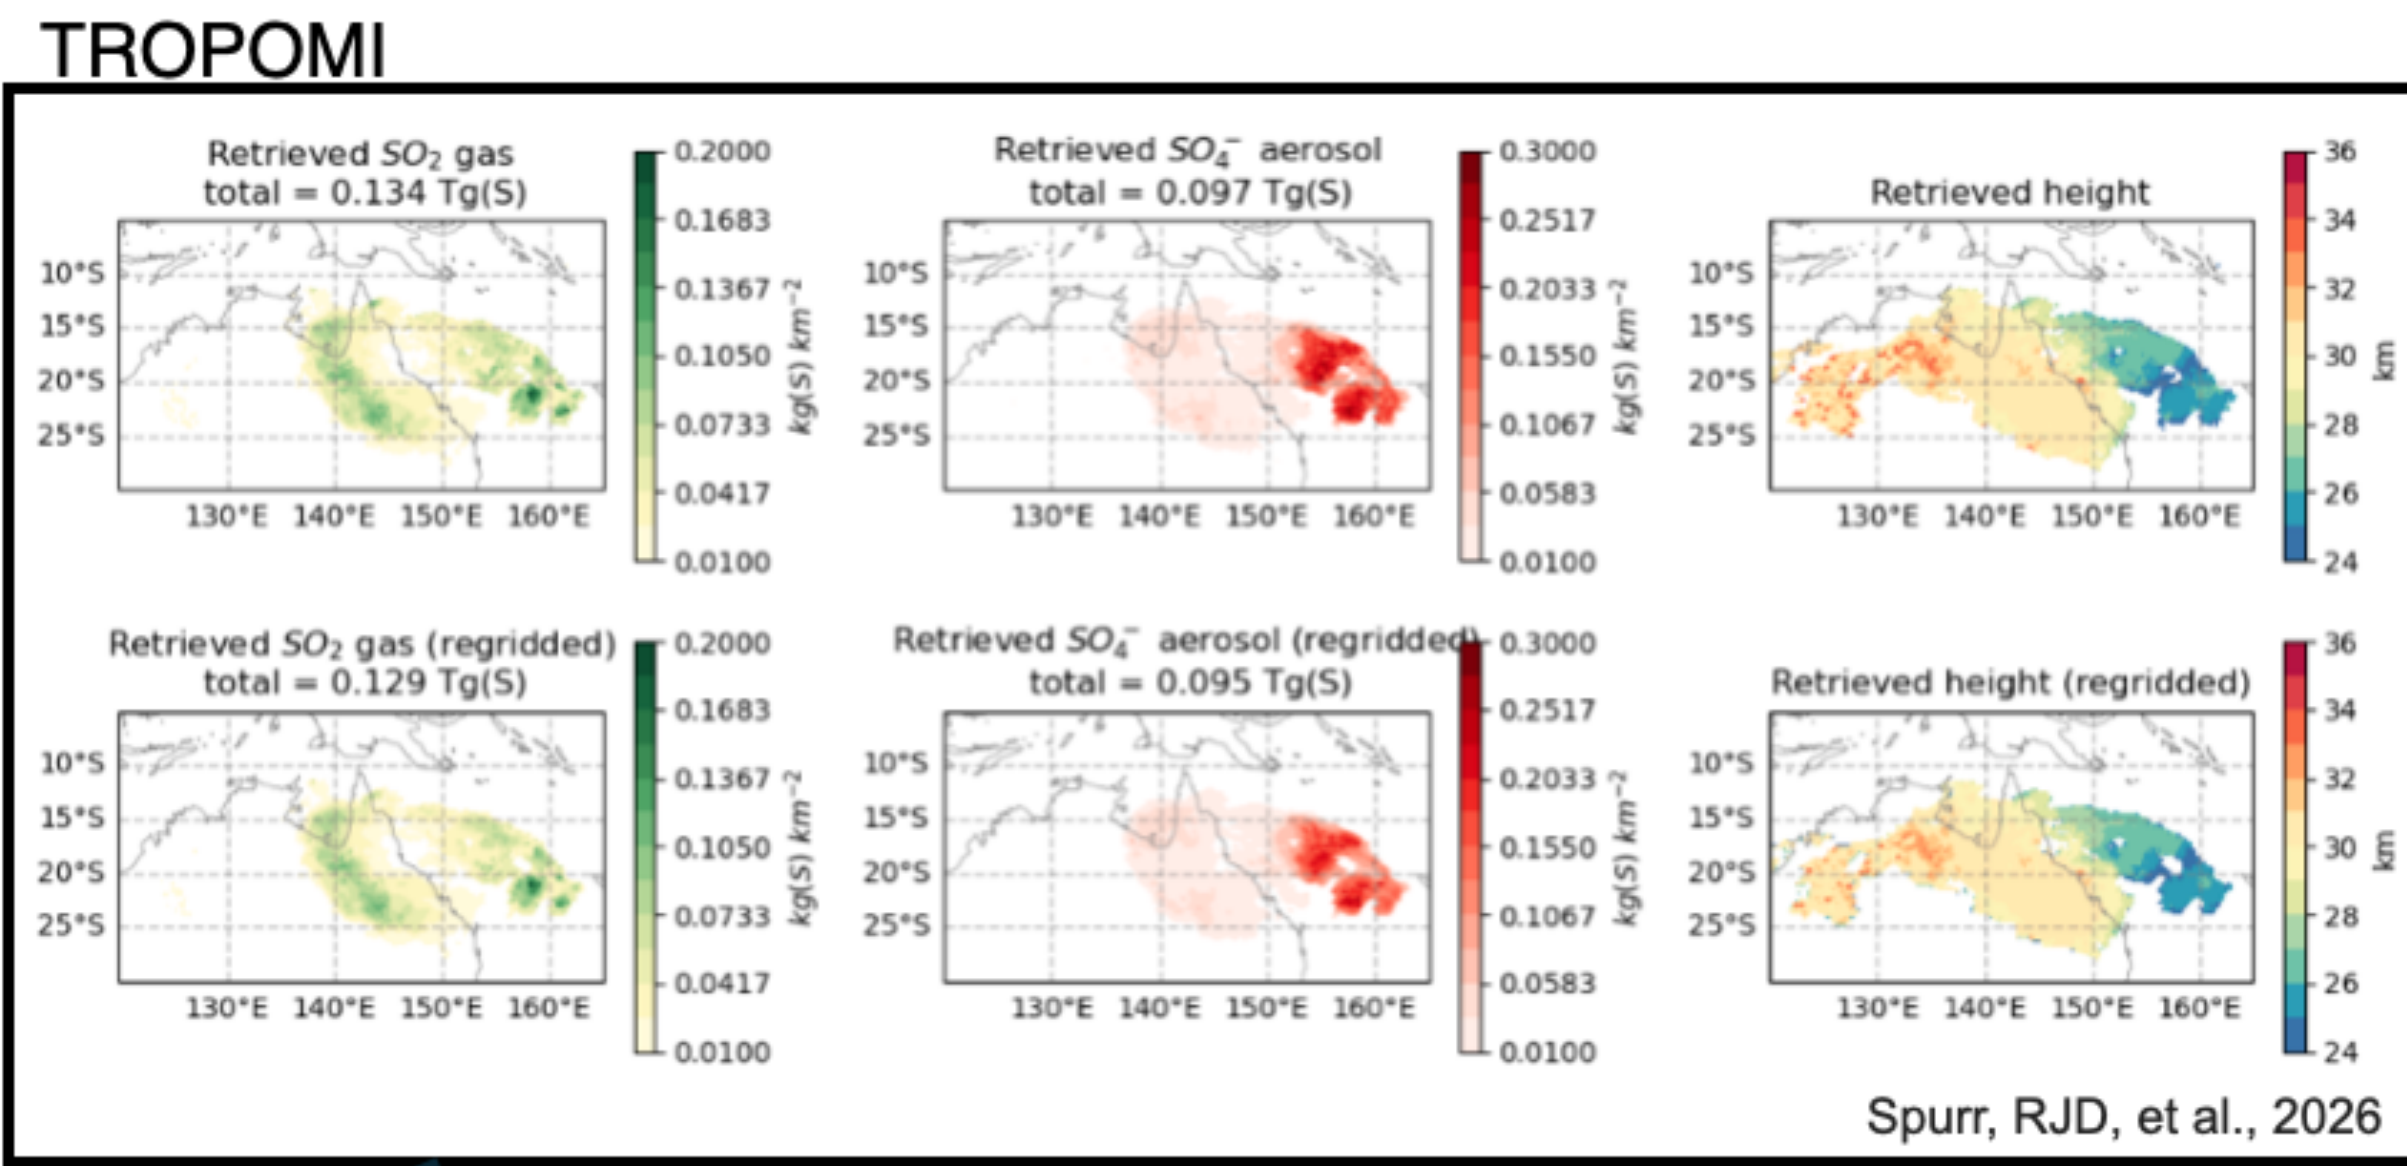 TROPOMI
Retrieved SO₂ gas
total = 0.134 Tg(S)
10°S
15°S
20°S
25°S
130°E 140°E 150°E 160°E
0.2000
0.1683
0.1367
0.1050
0.0733
0.0417
0.0100
kg(S) km⁻²
Retrieved SO₄⁻ aerosol
total = 0.097 Tg(S)
10°S
15°S
20°S
25°S
130°E 140°E 150°E 160°E
0.3000
0.2517
0.2033
0.1550
0.1067
0.0583
0.0100
kg(S) km⁻²
Retrieved height
10°S
15°S
20°S
25°S
130°E 140°E 150°E 160°E
36
34
32
30
28
26
24
km
Retrieved SO₂ gas (regridded)
total = 0.129 Tg(S)
10°S
15°S
20°S
25°S
130°E 140°E 150°E 160°E
0.2000
0.1683
0.1367
0.1050
0.0733
0.0417
0.0100
kg(S) km⁻²
Retrieved SO₄⁻ aerosol (regridded)
total = 0.095 Tg(S)
10°S
15°S
20°S
25°S
130°E 140°E 150°E 160°E
0.3000
0.2517
0.2033
0.1550
0.1067
0.0583
0.0100
kg(S) km⁻²
Retrieved height (regridded)
10°S
15°S
20°S
25°S
130°E 140°E 150°E 160°E
36
34
32
30
28
26
24
km
Spurr, RJD, et al., 2026